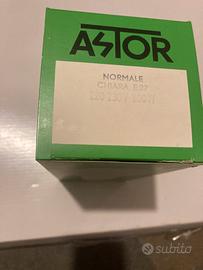 ASTOR
NORMALE
CHIARA E 27
subito